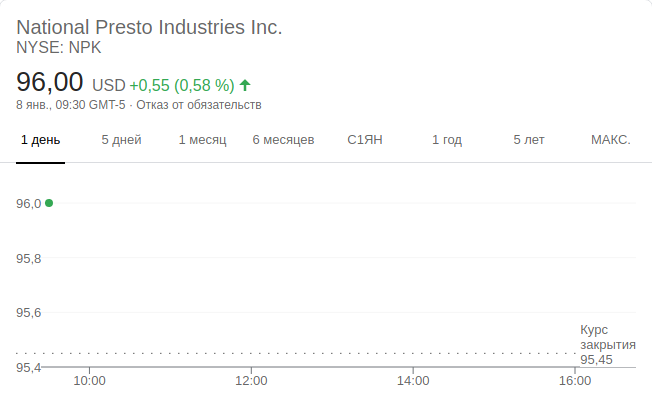 National Presto Industries Inc.
NYSE: NPK
96,00 USD +0,55 (0,58 %)
8 янв., 09:30 GMT-5 · Отказ от обязательств
1 день 5 дней 1 месяц 6 месяцев С1ЯН 1 год 5 лет МАКС.
96,0
95,8
95,6
Курс
закрытия
95,45
95,4
10:00 12:00 14:00 16:00